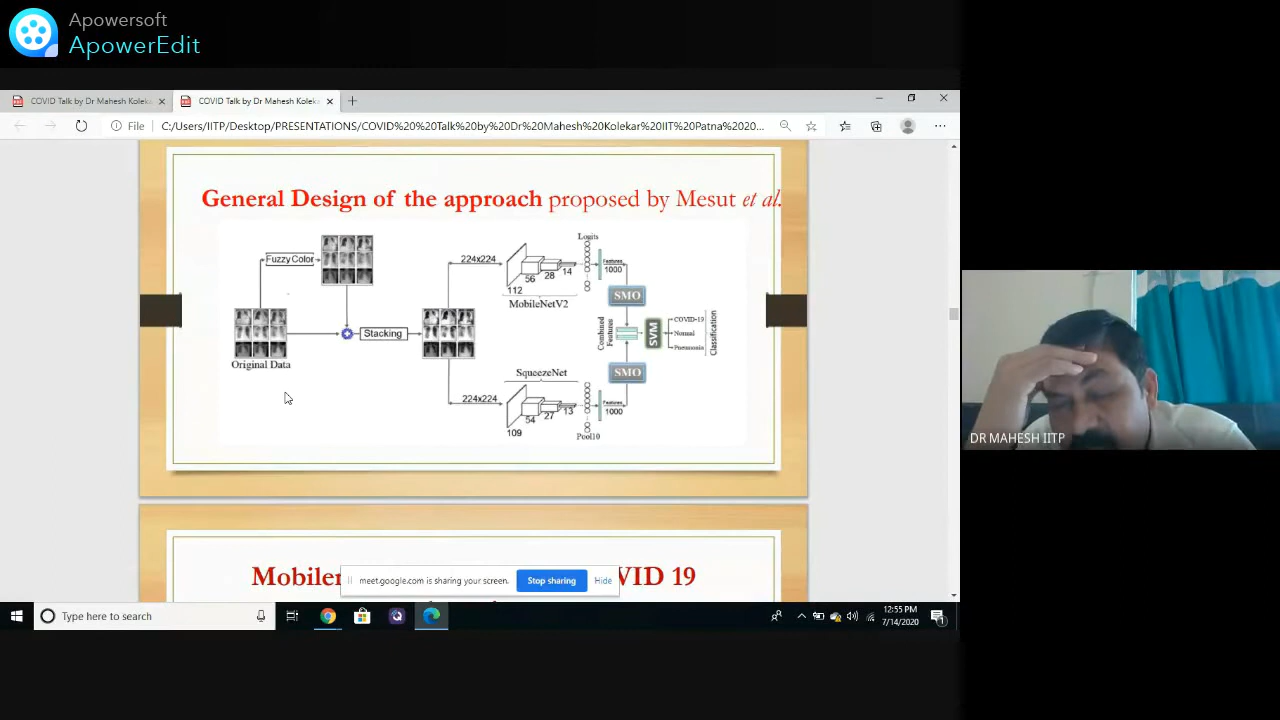 Apowersoft
ApowerEdit
COVID Talk by Dr Mahesh Koleka
COVID Talk by Dr Mahesh Koleka
File
C:/Users/IITP/Desktop/PRESENTATIONS/COVID%20%20Talk%20by%20Dr%20Mahesh%20Kolekar%20IIT%20Patna%2020...
General Design of the approach proposed by Mesut et al.
Fuzzy Color
Original Data
Stacking
224x224
112
56
28
14
MobileNetV2
Logits
Features
1000
SMO
Combined
Features
SVM
COVID-19
Normal
Pneumonia
Classification
SMO
224x224
SqueezeNet
109
54
27
13
Pool10
Features
1000
DR MAHESH IITP
VID 19
meet.google.com is sharing your screen.
Stop sharing
Hide
Type here to search
12:55 PM
7/14/2020
1